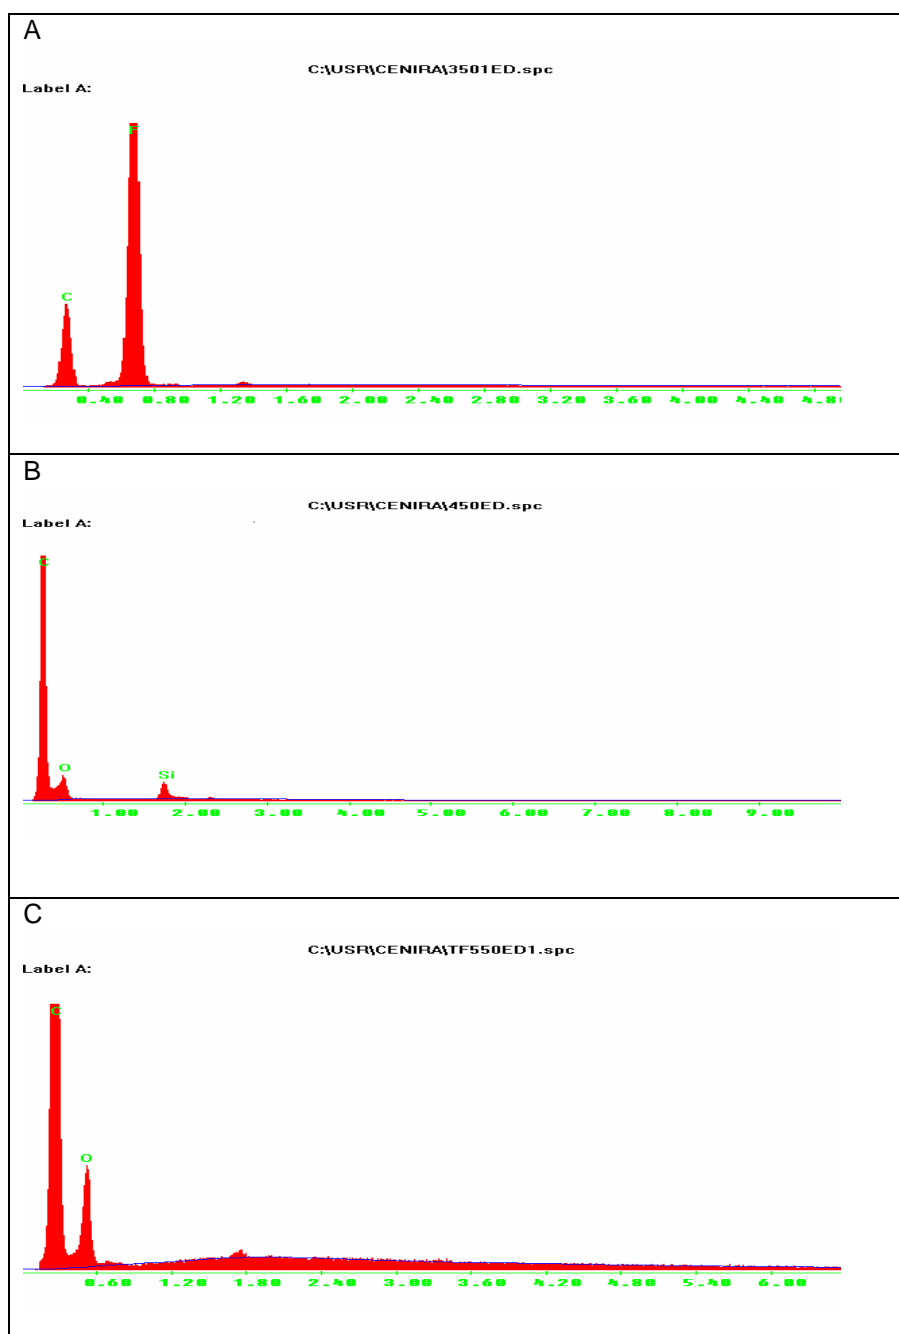 A
C:\USR\CENIRA\3501ED.spc
Label A:
F
C
0.40 0.80 1.20 1.60 2.00 2.40 2.80 3.20 3.60 4.00 4.40 4.80
B
C:\USR\CENIRA\450ED.spc
Label A:
C
O
Si
1.00 2.00 3.00 4.00 5.00 6.00 7.00 8.00 9.00
C
C:\USR\CENIRA\TF550ED1.spc
Label A:
C
O
0.60 1.20 1.80 2.40 3.00 3.60 4.20 4.80 5.40 6.00